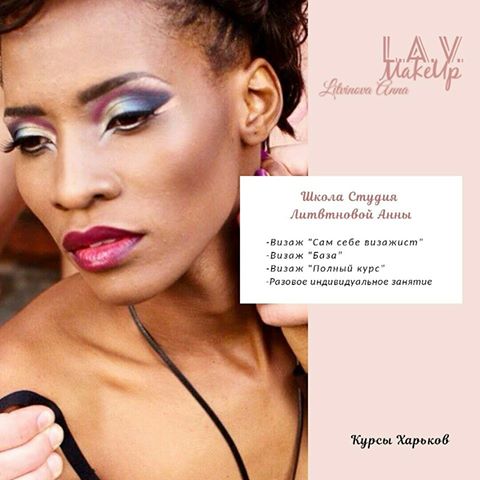 L.A.V.
MakeUp
Litvinova Anna
Школа Студия
Литвтновой Анны
-Визаж "Сам себе визажист"
-Визаж "База"
-Визаж "Полный курс"
-Разовое индивидуальное занятие
Курсы Харьков